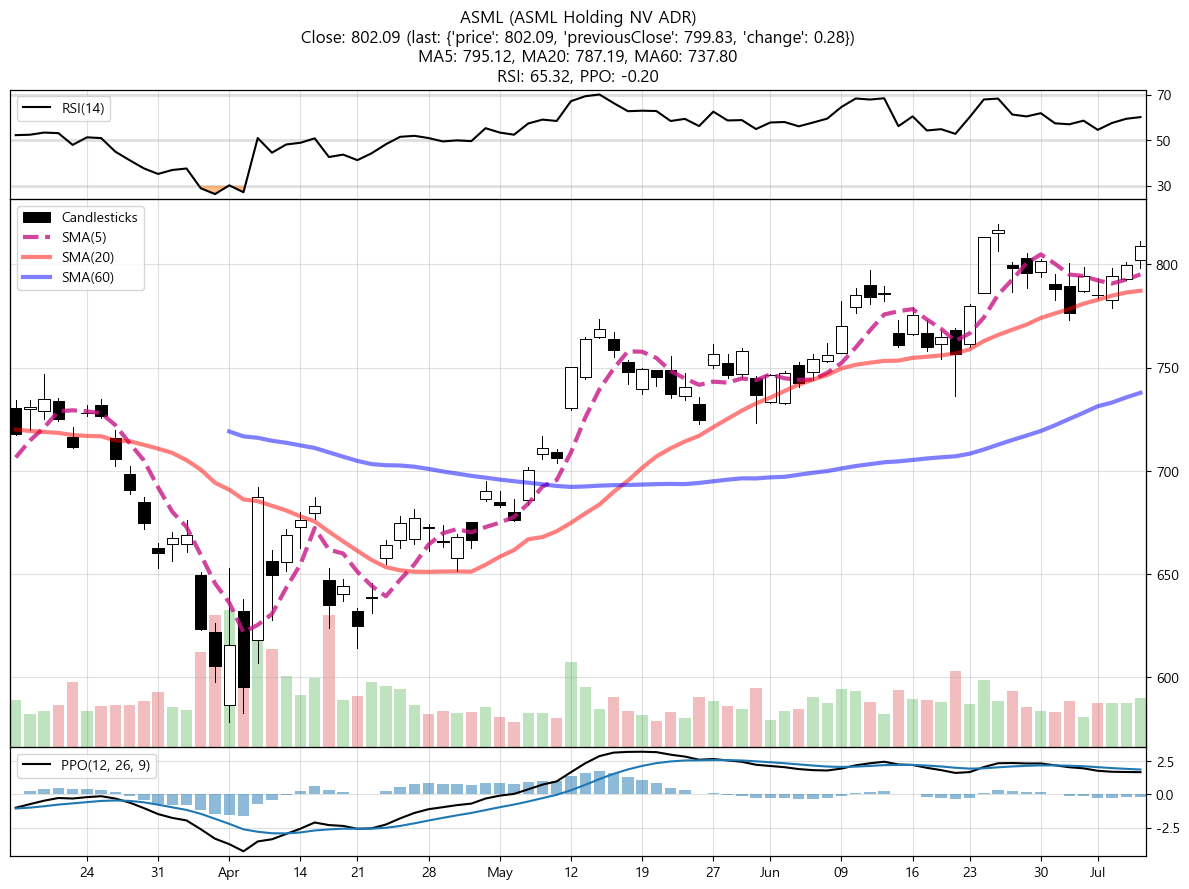 ASML (ASML Holding NV ADR)
Close: 802.09 (last: {'price': 802.09, 'previousClose': 799.83, 'change': 0.28})
MA5: 795.12, MA20: 787.19, MA60: 737.80
RSI: 65.32, PPO: -0.20
RSI(14)
70
50
30
Candlesticks
SMA(5)
SMA(20)
SMA(60)
800
750
700
650
600
PPO(12, 26, 9)
2.5
0.0
-2.5
24 31 Apr 14 21 28 May 12 19 27 Jun 09 16 23 30 Jul